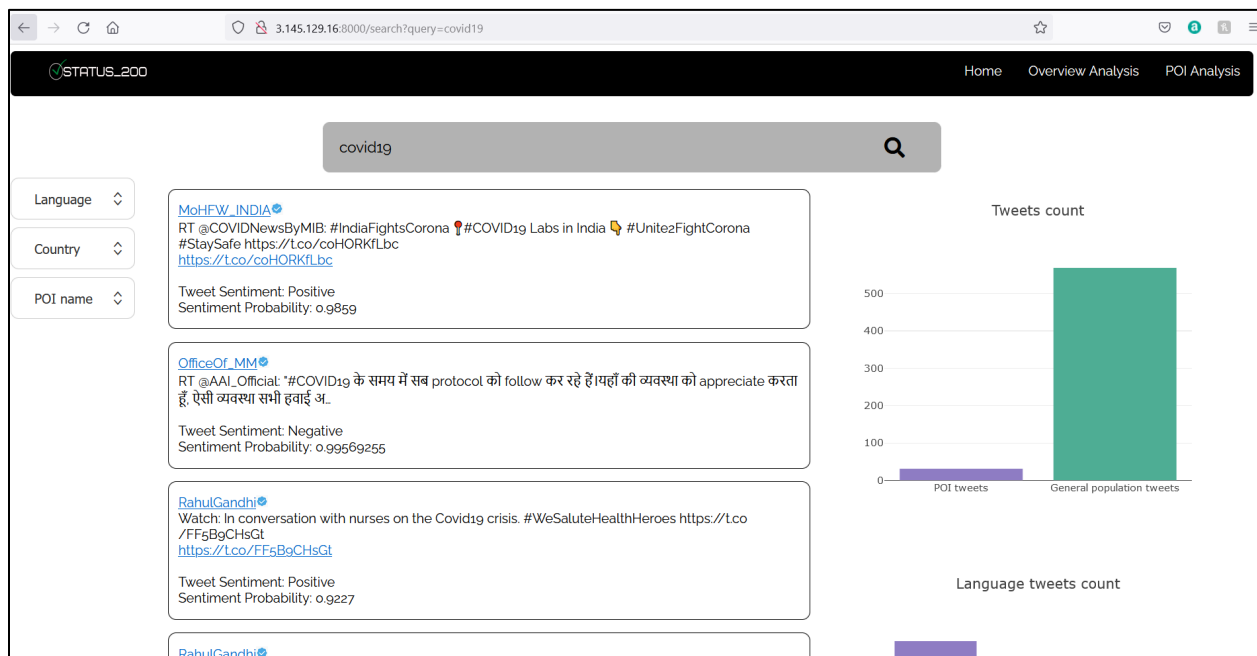 3.145.129.16:8000/search?query=covid19
STATUS_200
Home Overview Analysis POI Analysis
covid19
Language
Country
POI name
MoHFW_INDIA
RT @COVIDNewsByMIB: #IndiaFightsCorona 📍#COVID19 Labs in India 👇 #Unite2FightCorona
#StaySafe https://t.co/coHORKfLbc
https://t.co/coHORKfLbc
Tweet Sentiment: Positive
Sentiment Probability: 0.9859
OfficeOf_MM
RT @AAI_Official: "#COVID19 के समय में सब protocol को follow कर रहे हैं।यहाँ की व्यवस्था को appreciate करता
हूँ, ऐसी व्यवस्था सभी हवाई अ…
Tweet Sentiment: Negative
Sentiment Probability: 0.99569255
RahulGandhi
Watch: In conversation with nurses on the Covid19 crisis. #WeSaluteHealthHeroes https://t.co
/FF5B9CHsGt
https://t.co/FF5B9CHsGt
Tweet Sentiment: Positive
Sentiment Probability: 0.9227
RahulGandhi
Tweets count
500
400
300
200
100
0
POI tweets General population tweets
Language tweets count